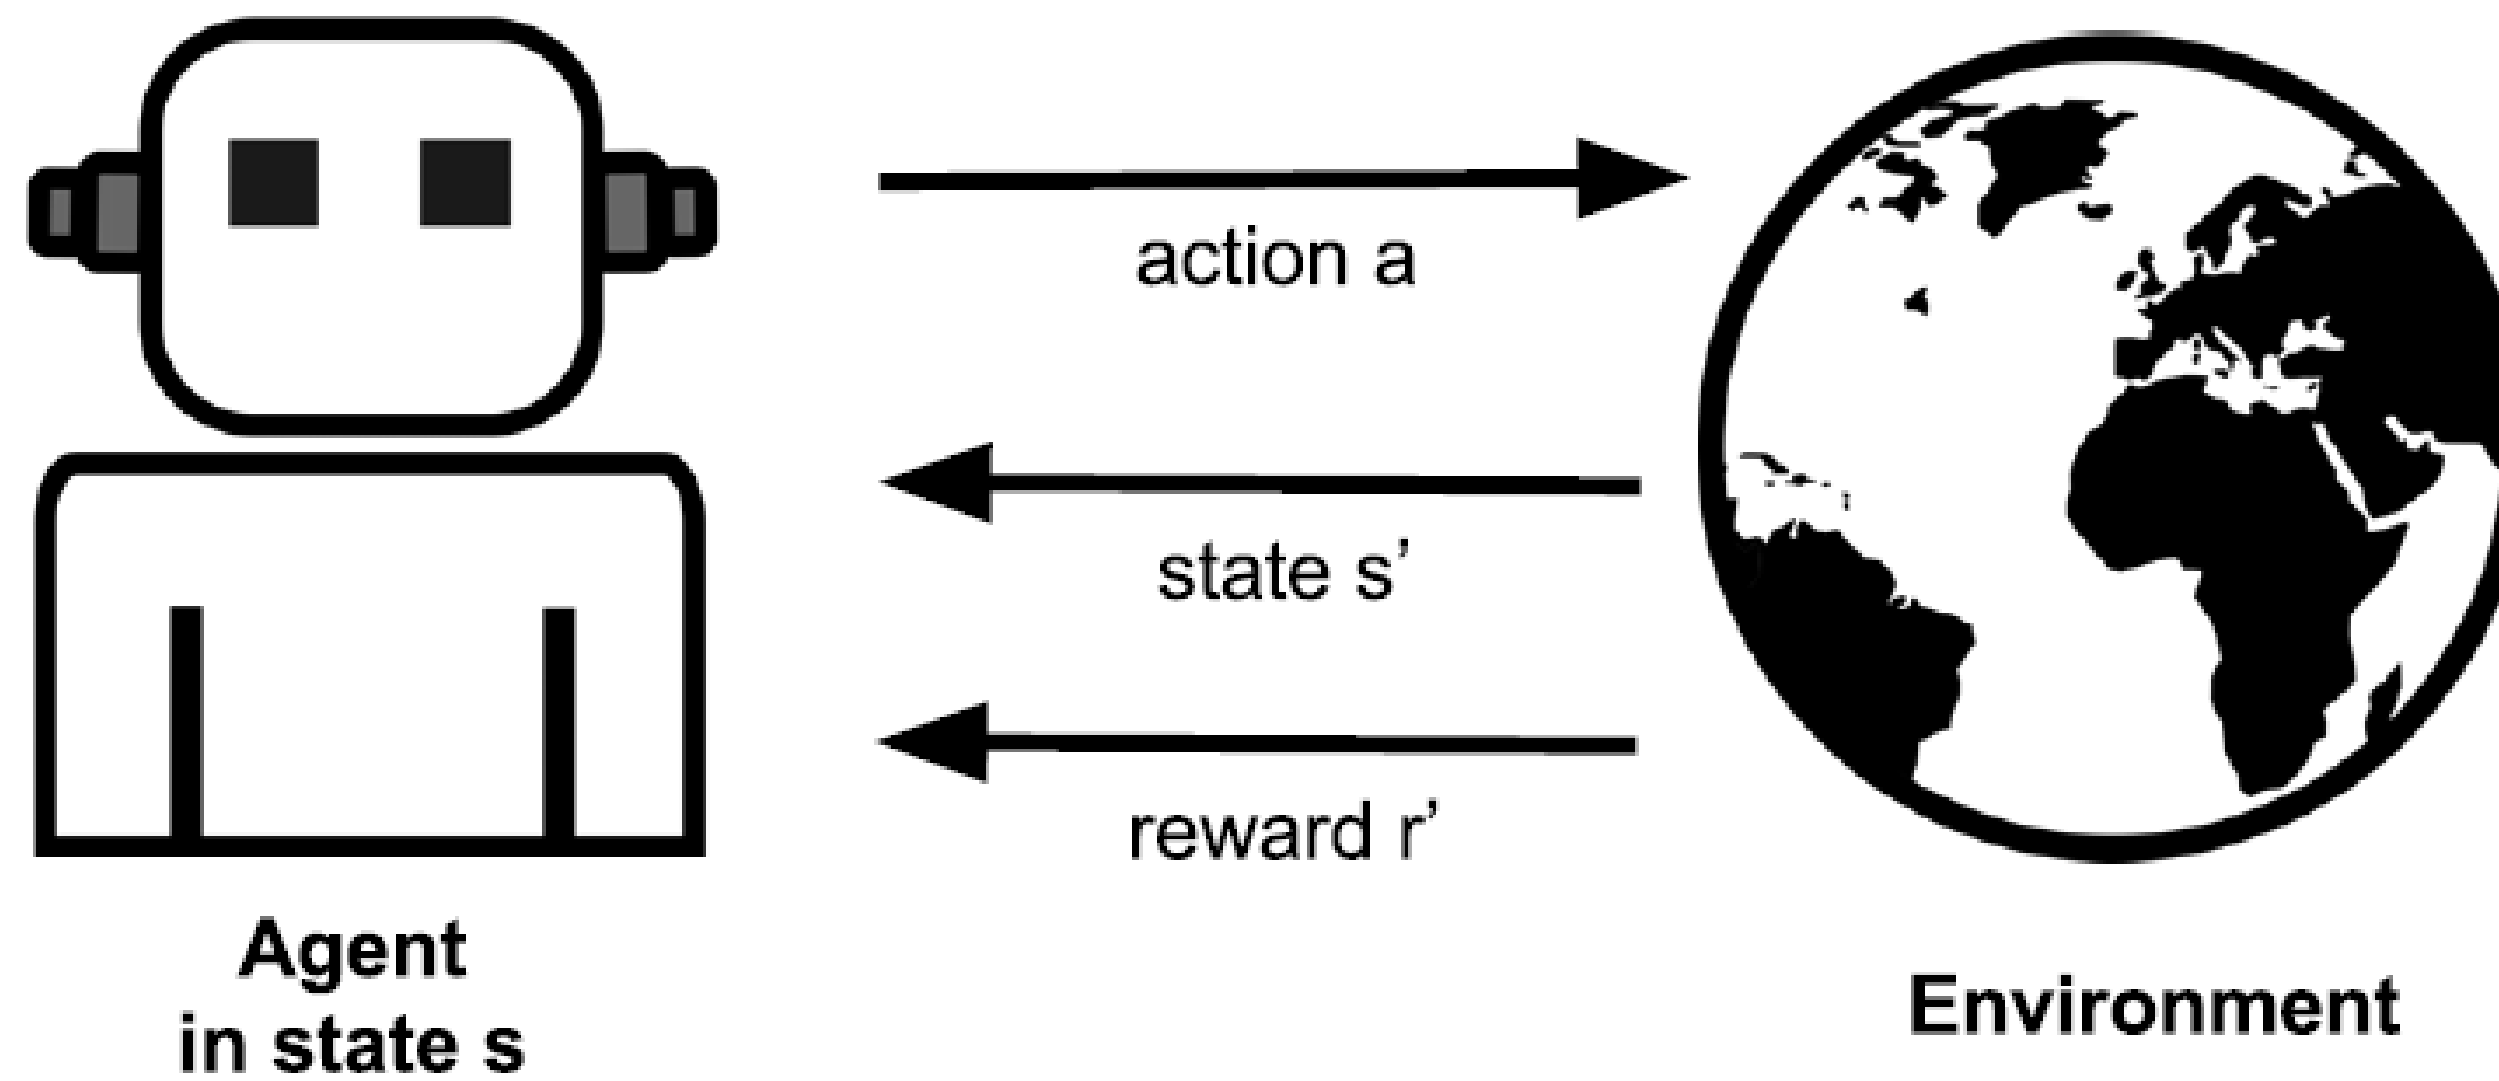 action a
state s’
reward r’
Agent
in state s
Environment